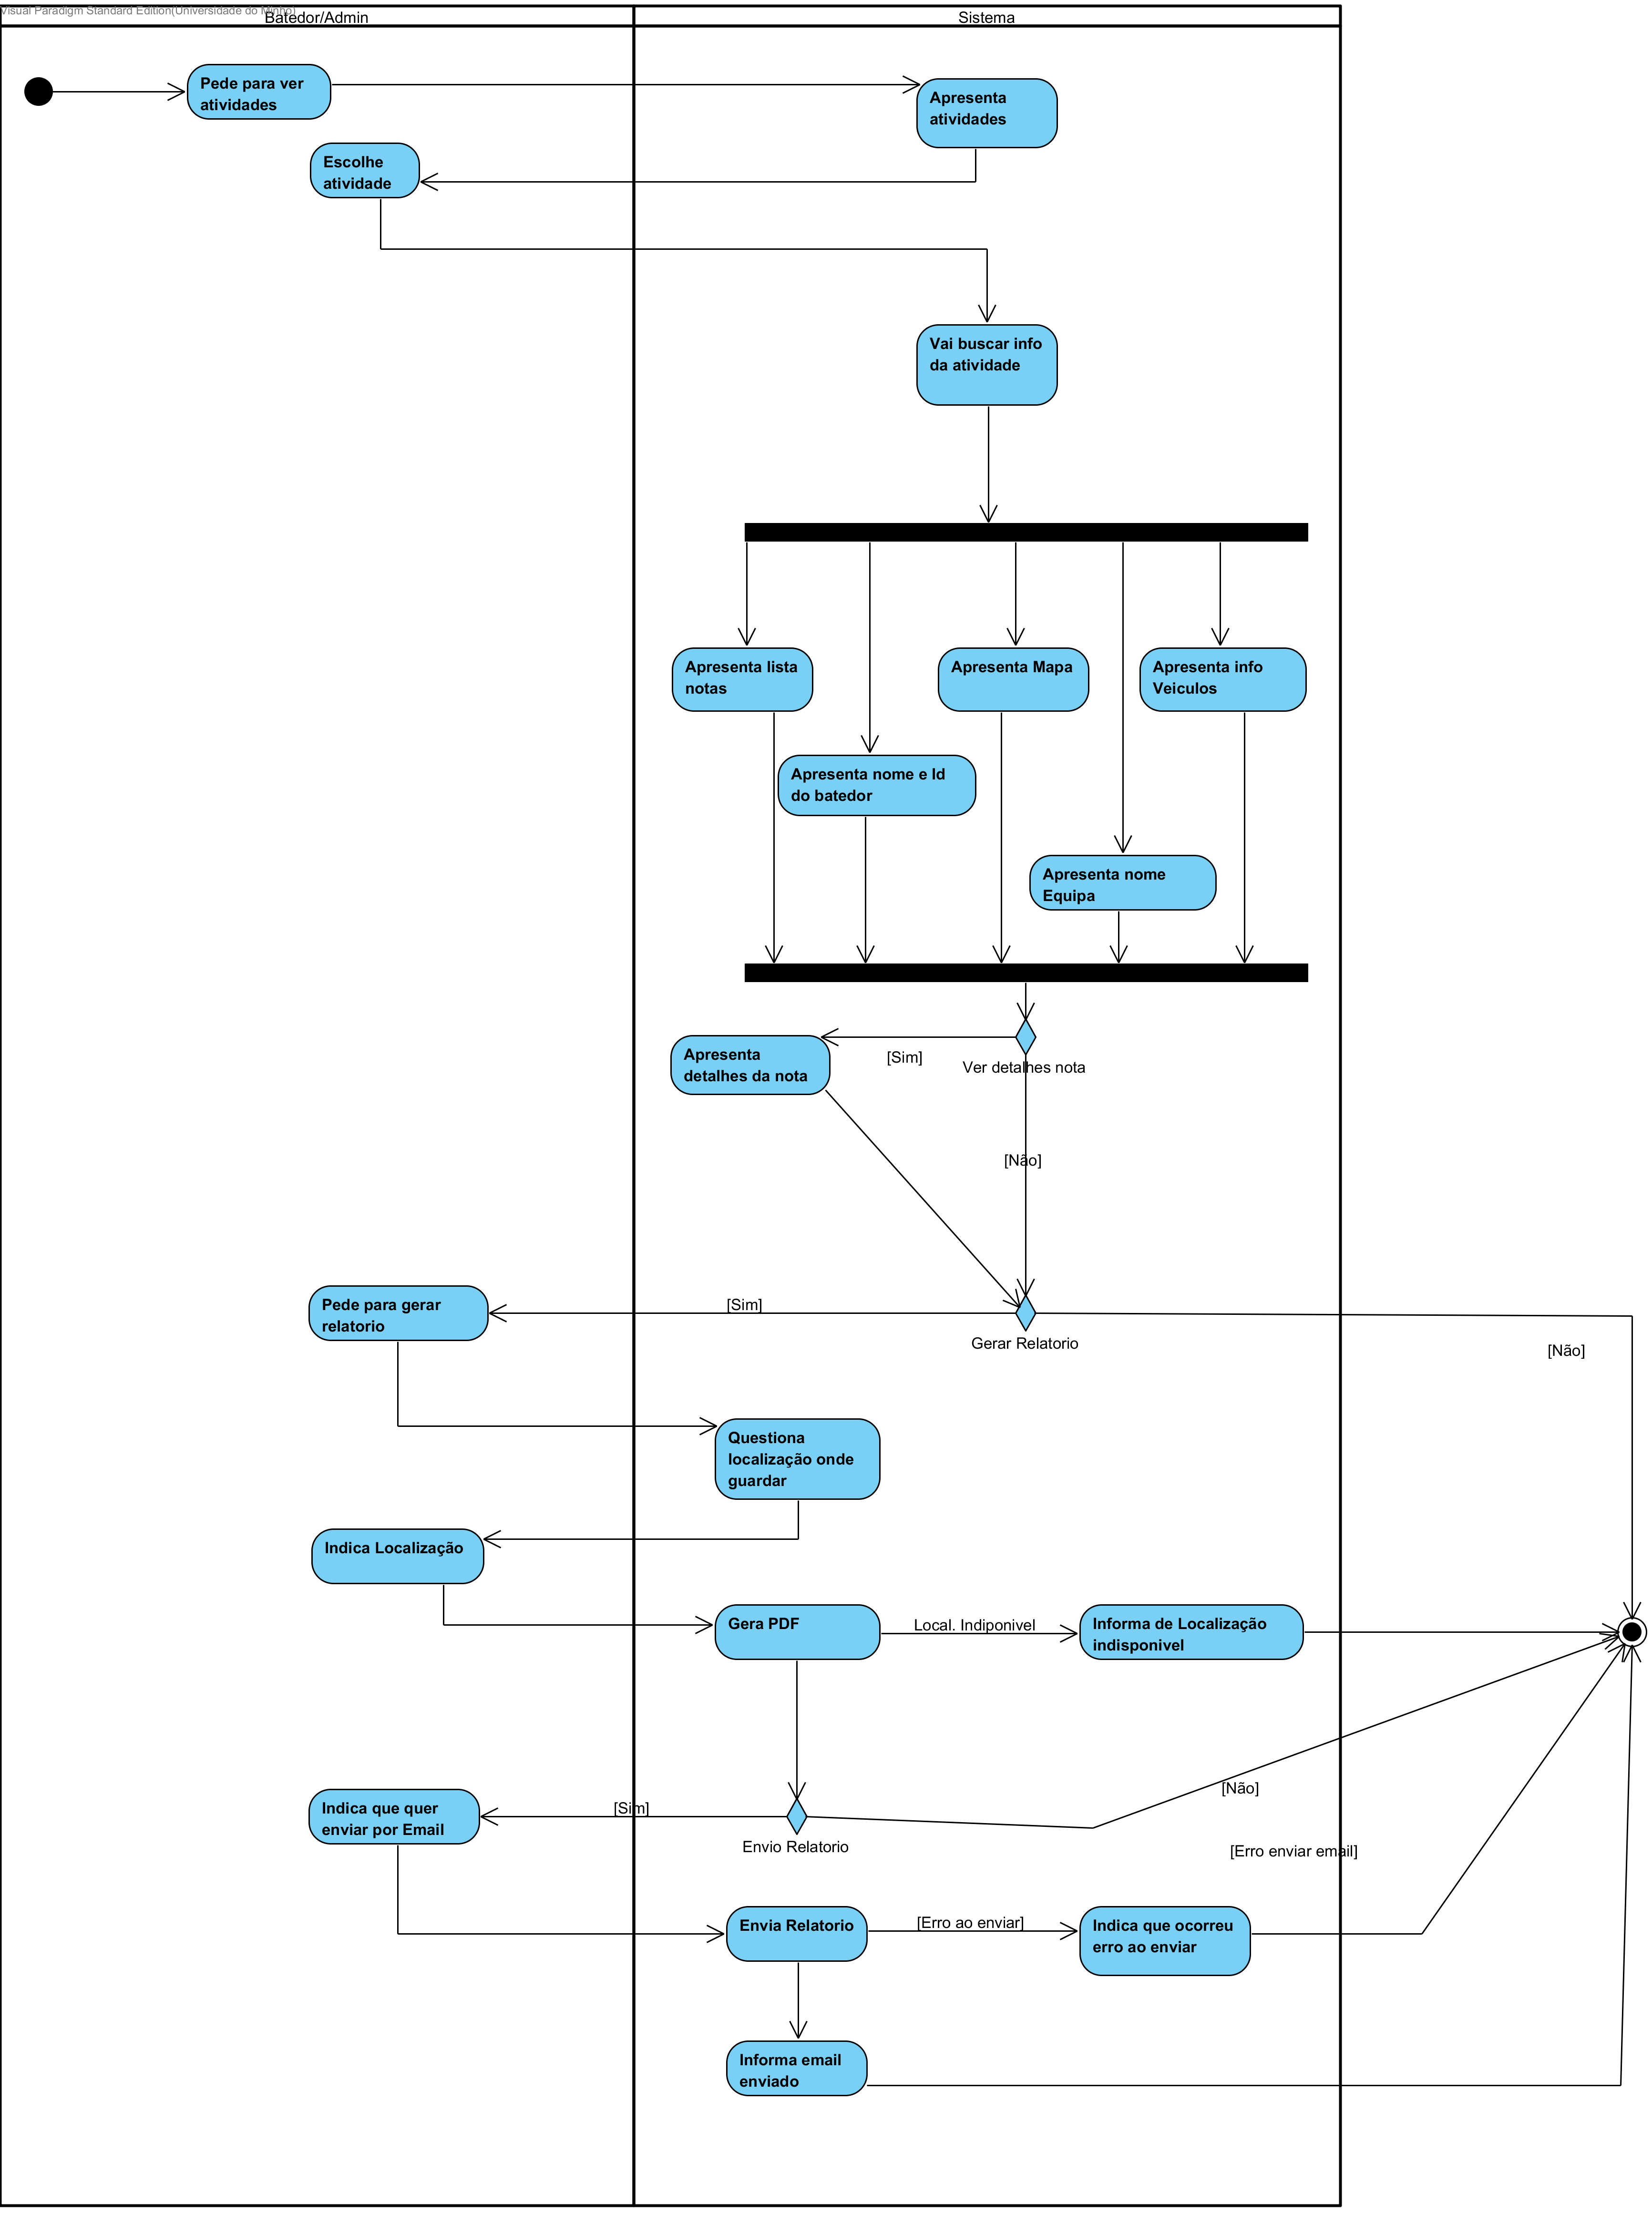 Visual Paradigm Standard Edition(Universidade do Minho)
Batedor/Admin
Sistema
Pede para ver
atividades
Apresenta
atividades
Escolhe
atividade
Vai buscar info
da atividade
Apresenta lista
notas
Apresenta Mapa
Apresenta info
Veiculos
Apresenta nome e Id
do batedor
Apresenta nome
Equipa
Apresenta
detalhes da nota
[Sim]
Ver detalhes nota
[Não]
Pede para gerar
relatorio
[Sim]
Gerar Relatorio
[Não]
Questiona
localização onde
guardar
Indica Localização
Gera PDF
Local. Indiponivel
Informa de Localização
indisponivel
Indica que quer
enviar por Email
[Sim]
Envio Relatorio
[Não]
[Erro enviar email]
Envia Relatorio
[Erro ao enviar]
Indica que ocorreu
erro ao enviar
Informa email
enviado